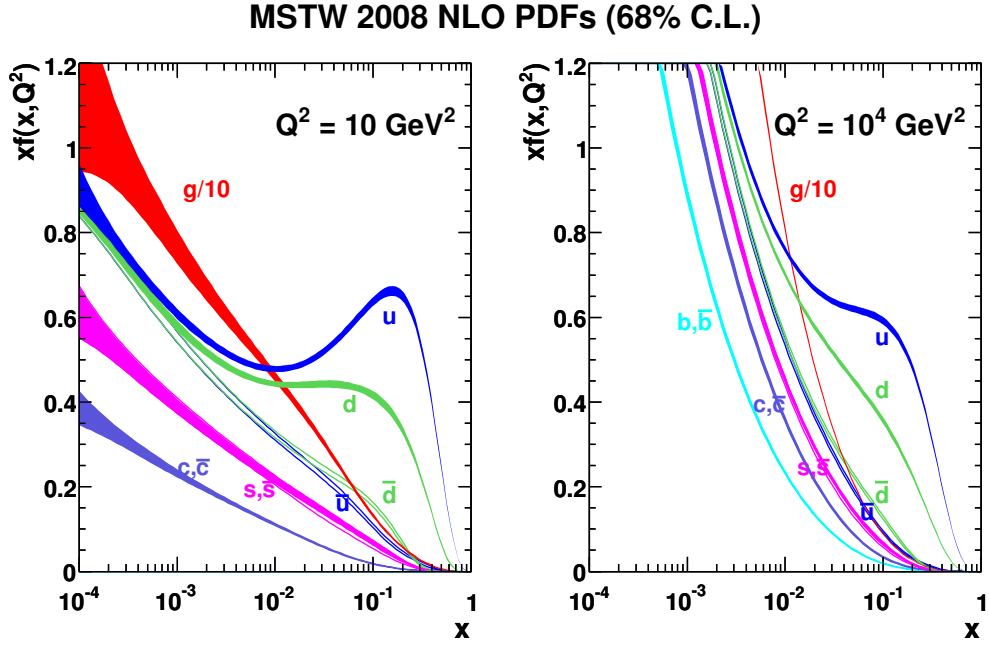 MSTW 2008 NLO PDFs (68% C.L.)
xf(x,Q²)
1.2
1
0.8
0.6
0.4
0.2
0
Q² = 10 GeV²
g/10
u
d
c,c̄
s,s̄
ū
d̄
10⁻⁴
10⁻³
10⁻²
10⁻¹
1
x
xf(x,Q²)
1.2
1
0.8
0.6
0.4
0.2
0
Q² = 10⁴ GeV²
g/10
b,b̄
u
d
c,c̄
s,s̄
d̄
ū
10⁻⁴
10⁻³
10⁻²
10⁻¹
1
x